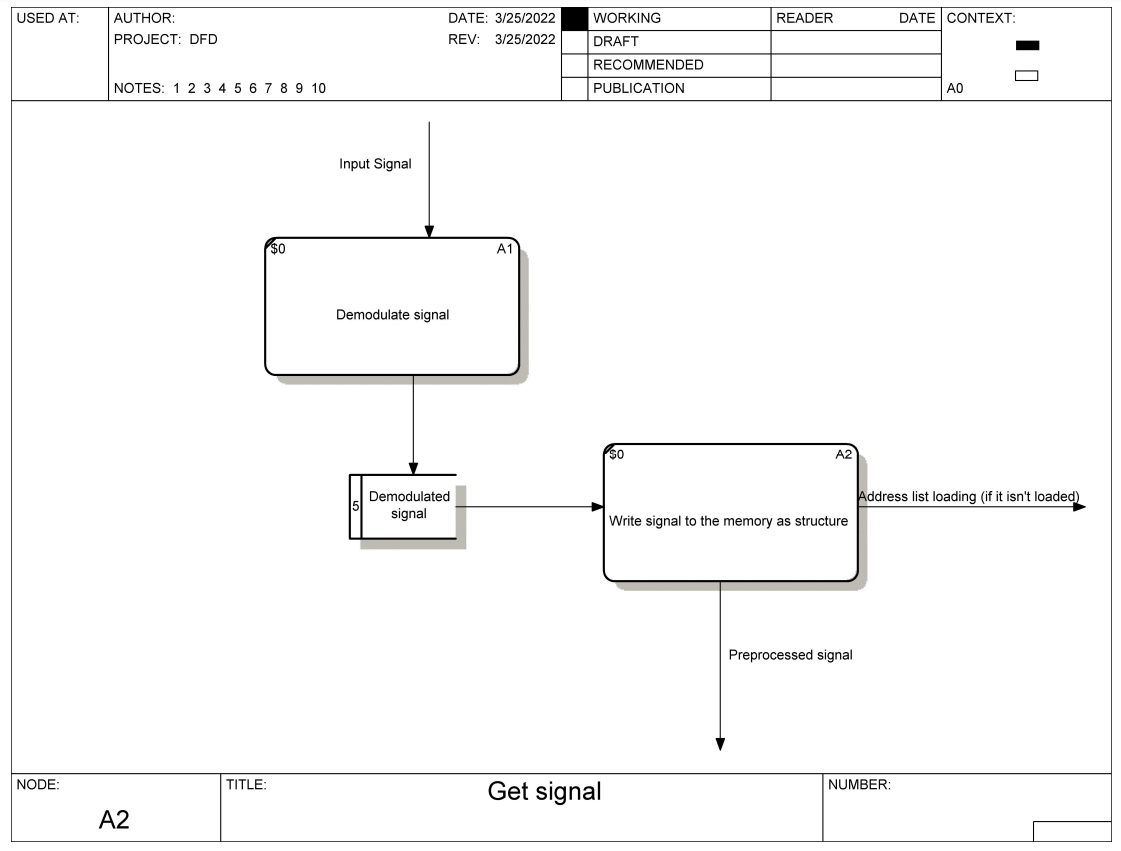 USED AT:
AUTHOR:
DATE: 3/25/2022
WORKING
READER DATE
CONTEXT:
PROJECT: DFD
REV: 3/25/2022
DRAFT
RECOMMENDED
NOTES: 1 2 3 4 5 6 7 8 9 10
PUBLICATION
A0
Input Signal
$0
A1
Demodulate signal
5
Demodulated
signal
$0
A2
Write signal to the memory as structure
Address list loading (if it isn't loaded)
Preprocessed signal
NODE:
A2
TITLE:
Get signal
NUMBER: